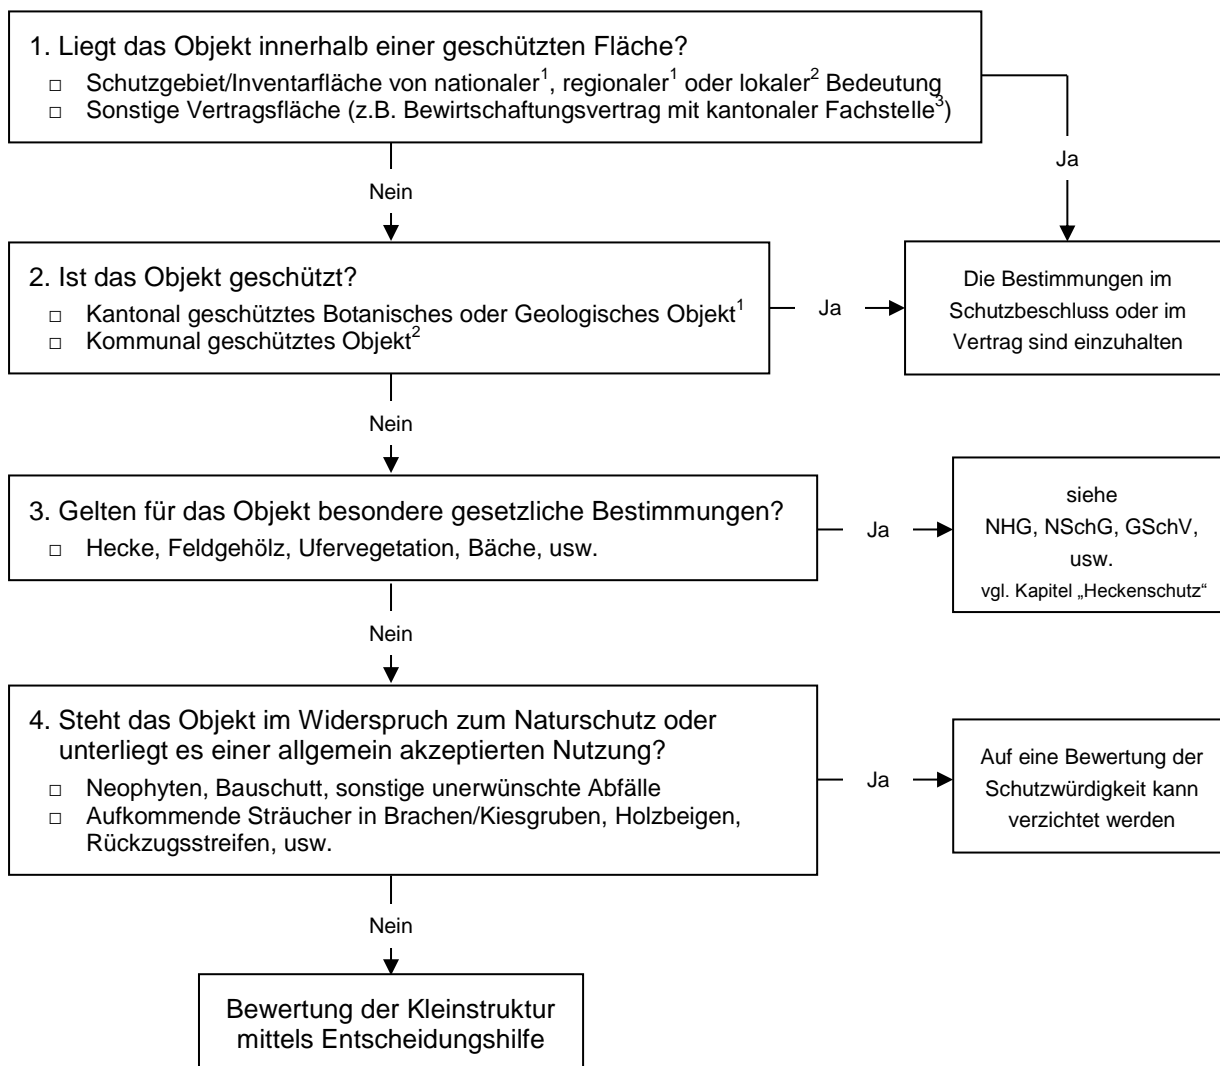 1. Liegt das Objekt innerhalb einer geschützten Fläche?
□ Schutzgebiet/Inventarfläche von nationaler¹, regionaler¹ oder lokaler² Bedeutung
□ Sonstige Vertragsfläche (z.B. Bewirtschaftungsvertrag mit kantonaler Fachstelle³)
Ja
Nein
2. Ist das Objekt geschützt?
□ Kantonal geschütztes Botanisches oder Geologisches Objekt¹
□ Kommunal geschütztes Objekt²
Ja
Die Bestimmungen im
Schutzbeschluss oder im
Vertrag sind einzuhalten
Nein
3. Gelten für das Objekt besondere gesetzliche Bestimmungen?
□ Hecke, Feldgehölz, Ufervegetation, Bäche, usw.
Ja
siehe
NHG, NSchG, GSchV,
usw.
vgl. Kapitel „Heckenschutz“
Nein
4. Steht das Objekt im Widerspruch zum Naturschutz oder
unterliegt es einer allgemein akzeptierten Nutzung?
□ Neophyten, Bauschutt, sonstige unerwünschte Abfälle
□ Aufkommende Sträucher in Brachen/Kiesgruben, Holzbeigen,
Rückzugsstreifen, usw.
Ja
Auf eine Bewertung der
Schutzwürdigkeit kann
verzichtet werden
Nein
Bewertung der Kleinstruktur
mittels Entscheidungshilfe